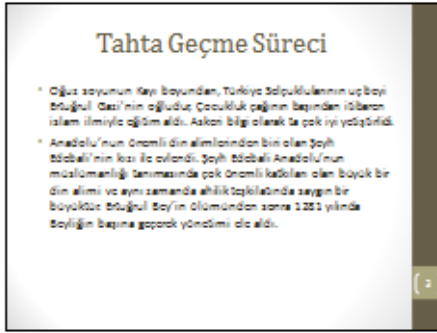 Tahta Geçme Süreci
Oğuz soyunun Kayı boyundan, Türkiye Selçuklularının uç beyi
Ertuğrul Gazi'nin oğludur. Çocukluk çağının başından itibaren
islam ilmiyle eğitim aldı. Askeri bilgi olarak ta çok iyi yetiştirildi.
Anadolu'nun önemli din alimlerinden biri olan Şeyh
Edebali'nin kızı ile evlendi. Şeyh Edebali Anadolu'nun
müslümanlığı tanımasında çok önemli katkıları olan büyük bir
din alimi ve aynı zamanda ahilik teşkilatında saygın bir
büyüktür. Ertuğrul Bey'in ölümünden sonra 1281 yılında
Beyliğin başına geçerek yönetimi ele aldı.